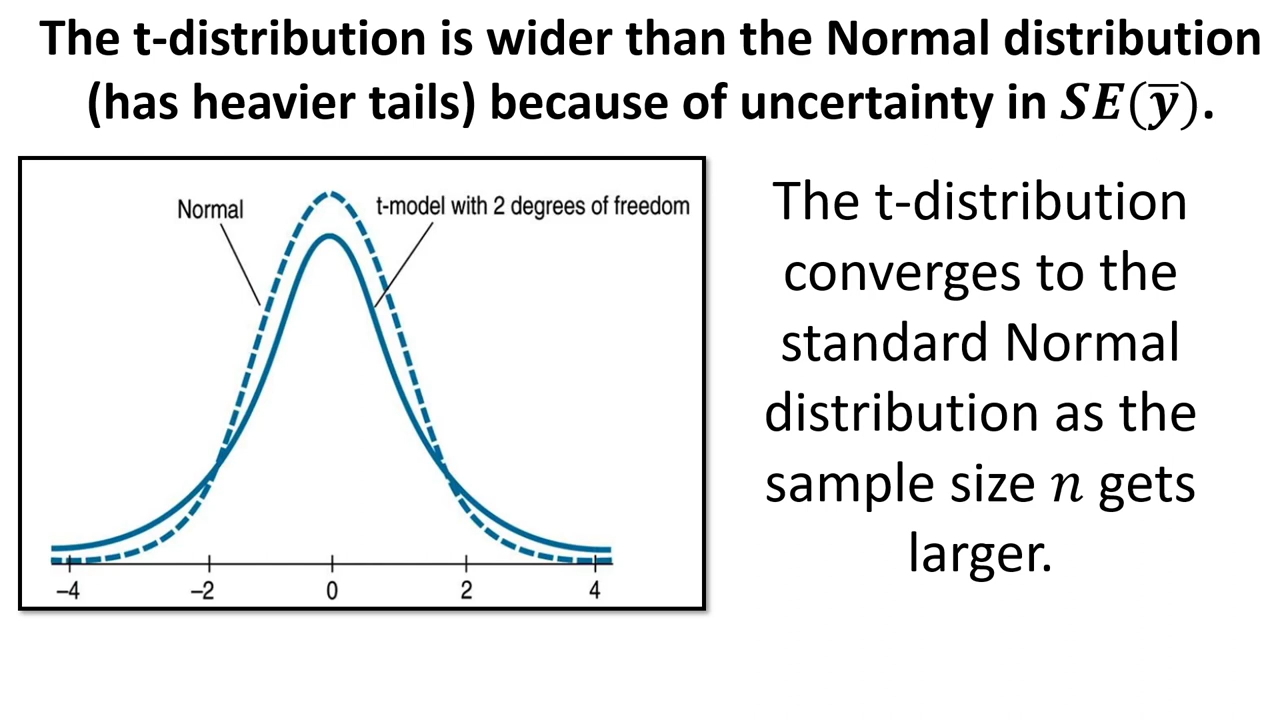 The t-distribution is wider than the Normal distribution
(has heavier tails) because of uncertainty in 𝑺𝑬(𝒚̅).
Normal
t-model with 2 degrees of freedom
–4 –2 0 2 4
The t-distribution
converges to the
standard Normal
distribution as the
sample size 𝑛 gets
larger.